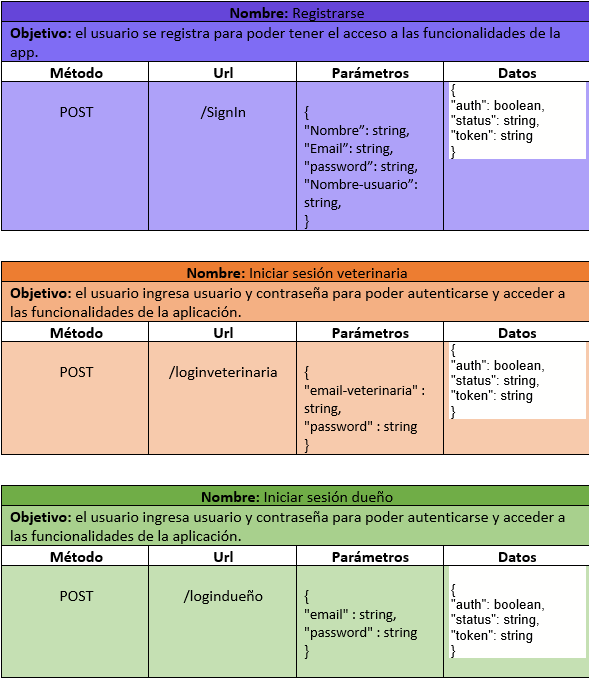 Nombre: Registrarse
Objetivo: el usuario se registra para poder tener el acceso a las funcionalidades de la
app.
Método Url Parámetros Datos
POST /SignIn
{
"Nombre”: string,
"Email”: string,
"password”: string,
"Nombre-usuario”:
string,
}
{
"auth": boolean,
"status": string,
"token": string
}
Nombre: Iniciar sesión veterinaria
Objetivo: el usuario ingresa usuario y contraseña para poder autenticarse y acceder a
las funcionalidades de la aplicación.
Método Url Parámetros Datos
POST /loginveterinaria
{
"email-veterinaria" :
string,
"password" : string
}
{
"auth": boolean,
"status": string,
"token": string
}
Nombre: Iniciar sesión dueño
Objetivo: el usuario ingresa usuario y contraseña para poder autenticarse y acceder a
las funcionalidades de la aplicación.
Método Url Parámetros Datos
POST /logindueño
{
"email" : string,
"password" : string
}
{
"auth": boolean,
"status": string,
"token": string
}